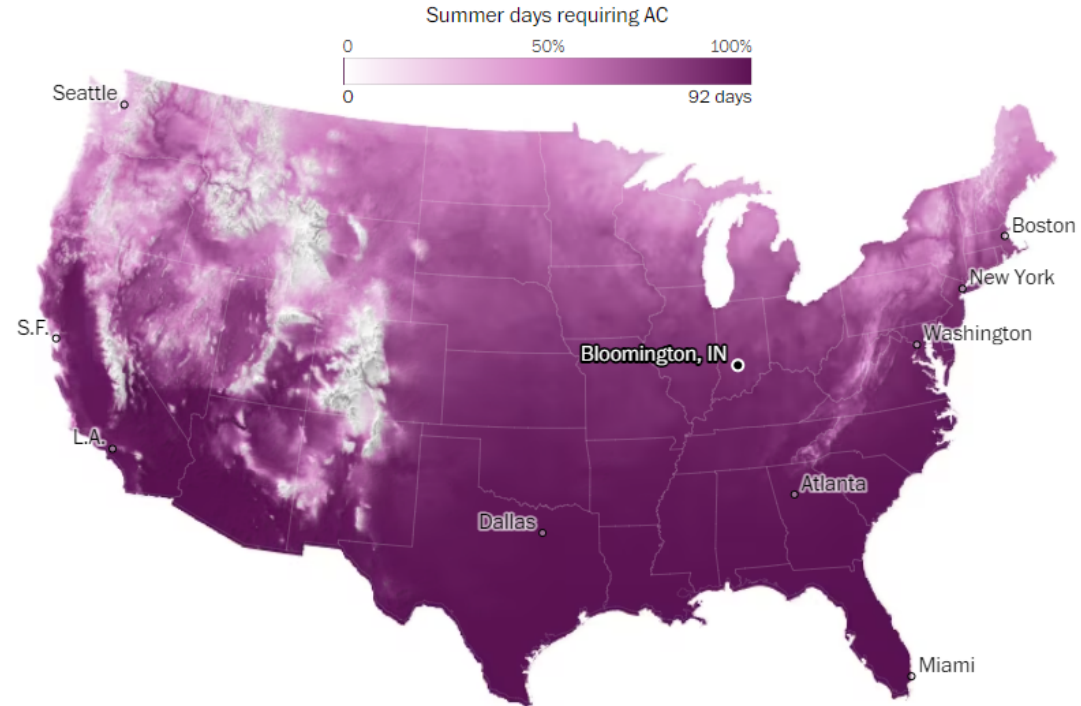 Summer days requiring AC
0 50% 100%
0 92 days
Seattle
Boston
New York
S.F.
Washington
Bloomington, IN
L.A.
Atlanta
Dallas
Miami